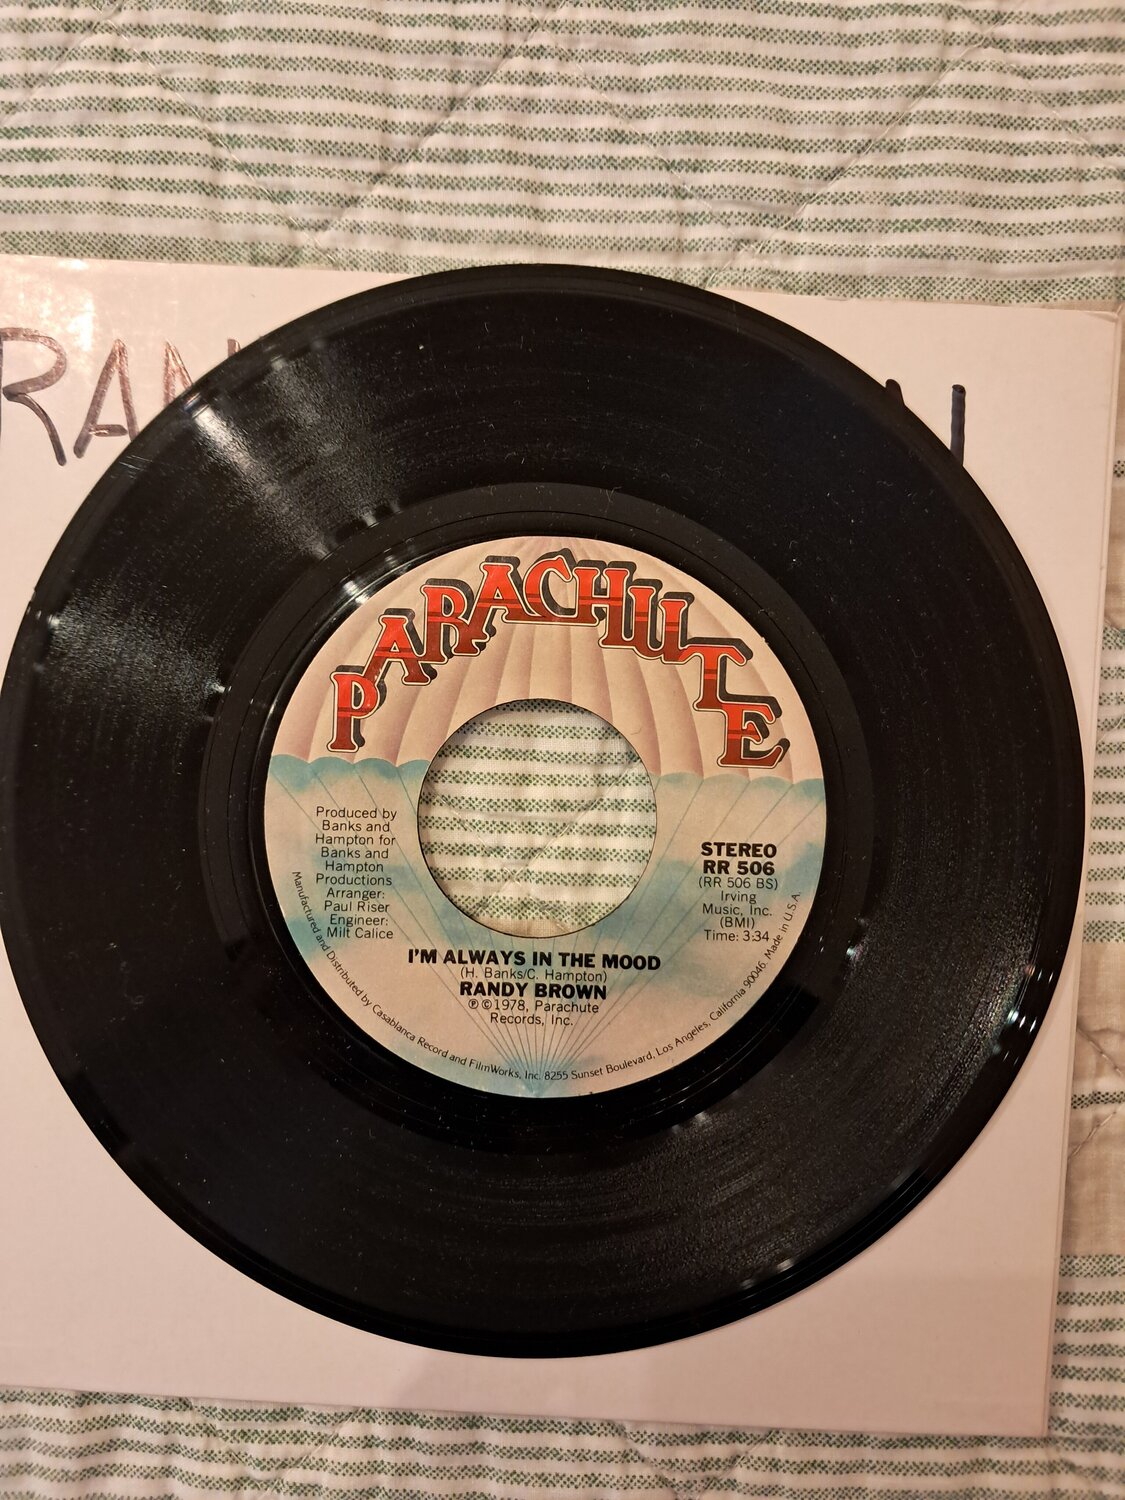 RAN
PARACHUTE
Produced by
Banks and
Hampton for
Banks and
Hampton
Productions
Arranger:
Paul Riser
Engineer:
Milt Calice
STEREO
RR 506
(RR 506 BS)
Irving
Music, Inc.
(BMI)
Time: 3:34
I'M ALWAYS IN THE MOOD
(H. Banks/C. Hampton)
RANDY BROWN
℗©1978, Parachute
Records, Inc.
Manufactured and Distributed by Casablanca Record and FilmWorks, Inc. 8255 Sunset Boulevard, Los Angeles, California 90046. Made in U.S.A.